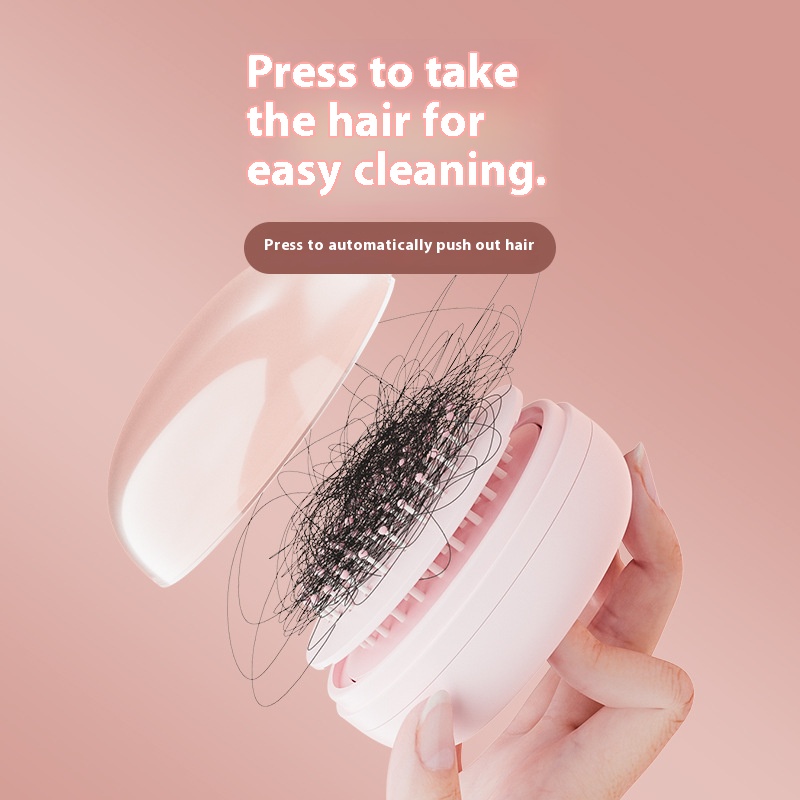 Press to take
the hair for
easy cleaning.
Press to automatically push out hair